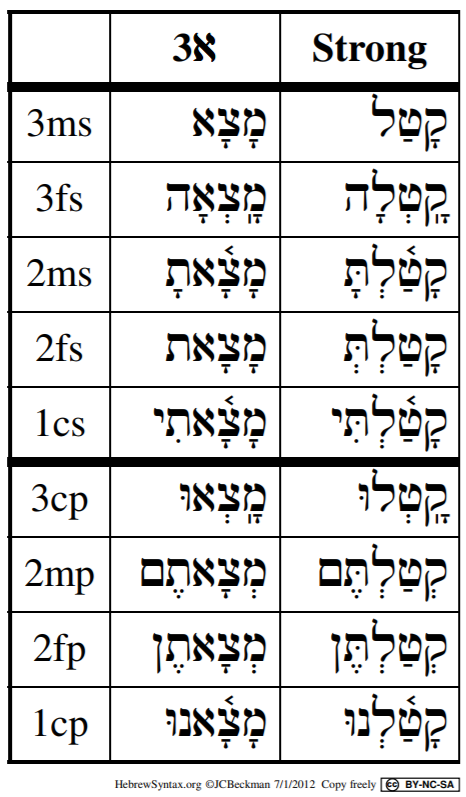 3א Strong
3ms מָצָא קָטַל
3fs מָֽצְאָה קָֽטְלָה
2ms מָצָ֫אתָ קָטַ֫לְתָּ
2fs מָצָאת קָטַלְתְּ
1cs מָצָ֫אתִי קָטַ֫לְתִּי
3cp מָֽצְאוּ קָֽטְלוּ
2mp מְצָאתֶם קְטַלְתֶּם
2fp מְצָאתֶן קְטַלְתֶּן
1cp מָצָ֫אנוּ קָטַ֫לְנוּ
HebrewSyntax.org ©JCBeckman 7/1/2012 Copy freely cc BY-NC-SA